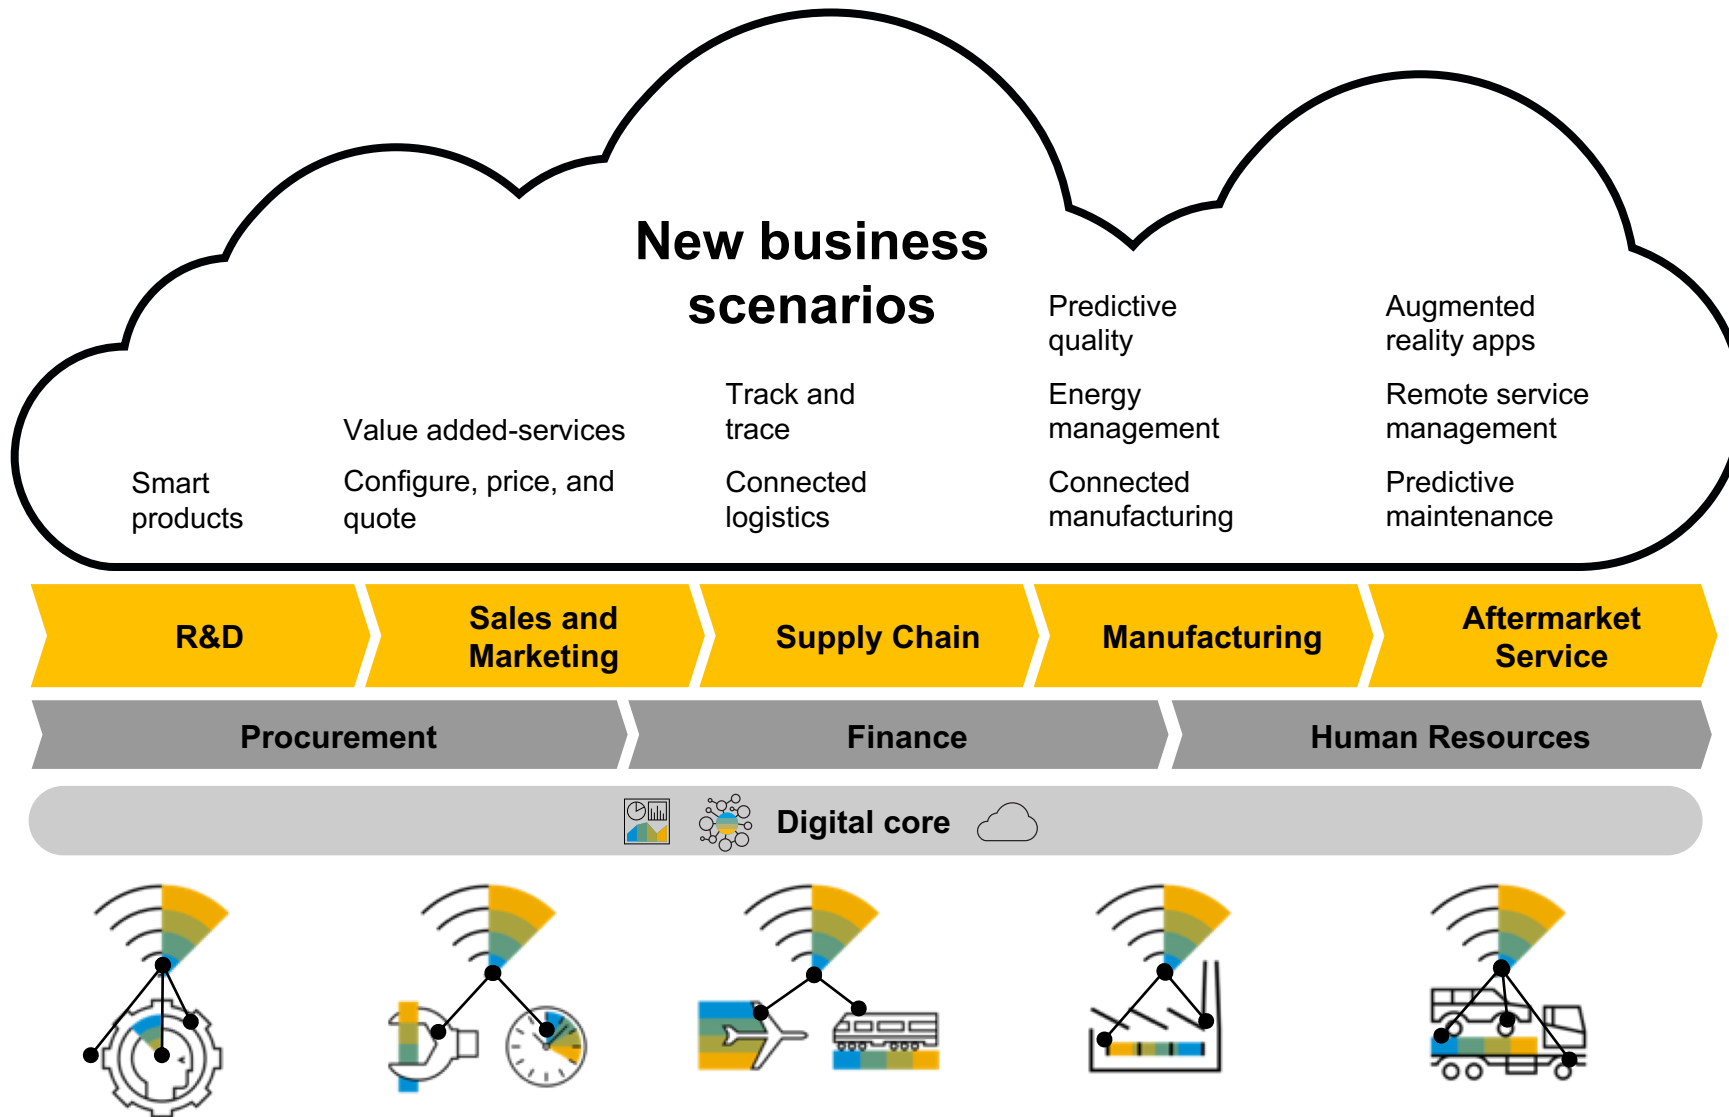 New business
scenarios
Smart
products
Value added-services
Configure, price, and
quote
Track and
trace
Connected
logistics
Predictive
quality
Energy
management
Connected
manufacturing
Augmented
reality apps
Remote service
management
Predictive
maintenance
R&D
Sales and
Marketing
Supply Chain
Manufacturing
Aftermarket
Service
Procurement
Finance
Human Resources
Digital core